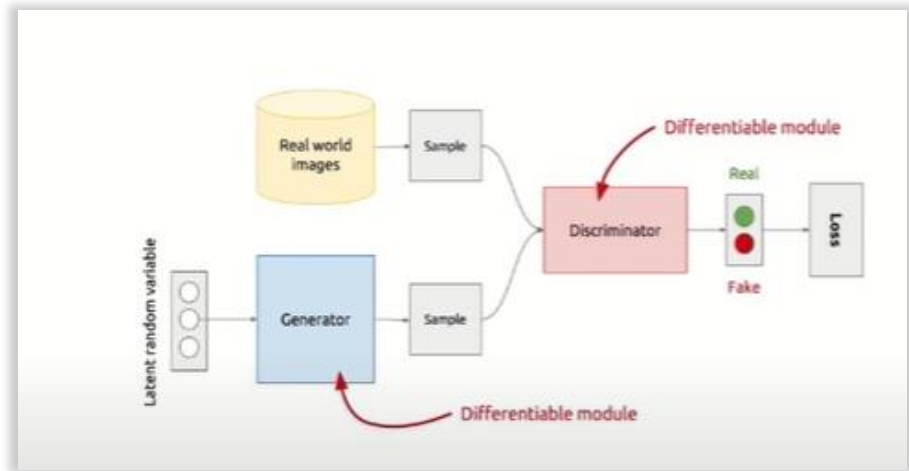 Real world
images
Sample
Differentiable module
Real
Discriminator
Loss
Fake
Latent random variable
Generator
Sample
Differentiable module